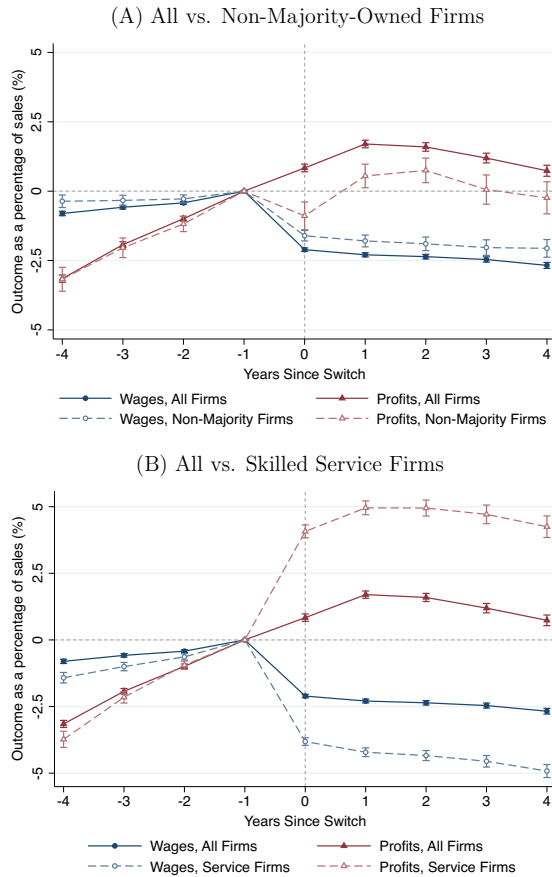 (A) All vs. Non-Majority-Owned Firms
Outcome as a percentage of sales (%)
5
2.5
0
-2.5
-5
-4 -3 -2 -1 0 1 2 3 4
Years Since Switch
Wages, All Firms Profits, All Firms
Wages, Non-Majority Firms Profits, Non-Majority Firms
(B) All vs. Skilled Service Firms
Outcome as a percentage of sales (%)
5
2.5
0
-2.5
-5
-4 -3 -2 -1 0 1 2 3 4
Years Since Switch
Wages, All Firms Profits, All Firms
Wages, Service Firms Profits, Service Firms